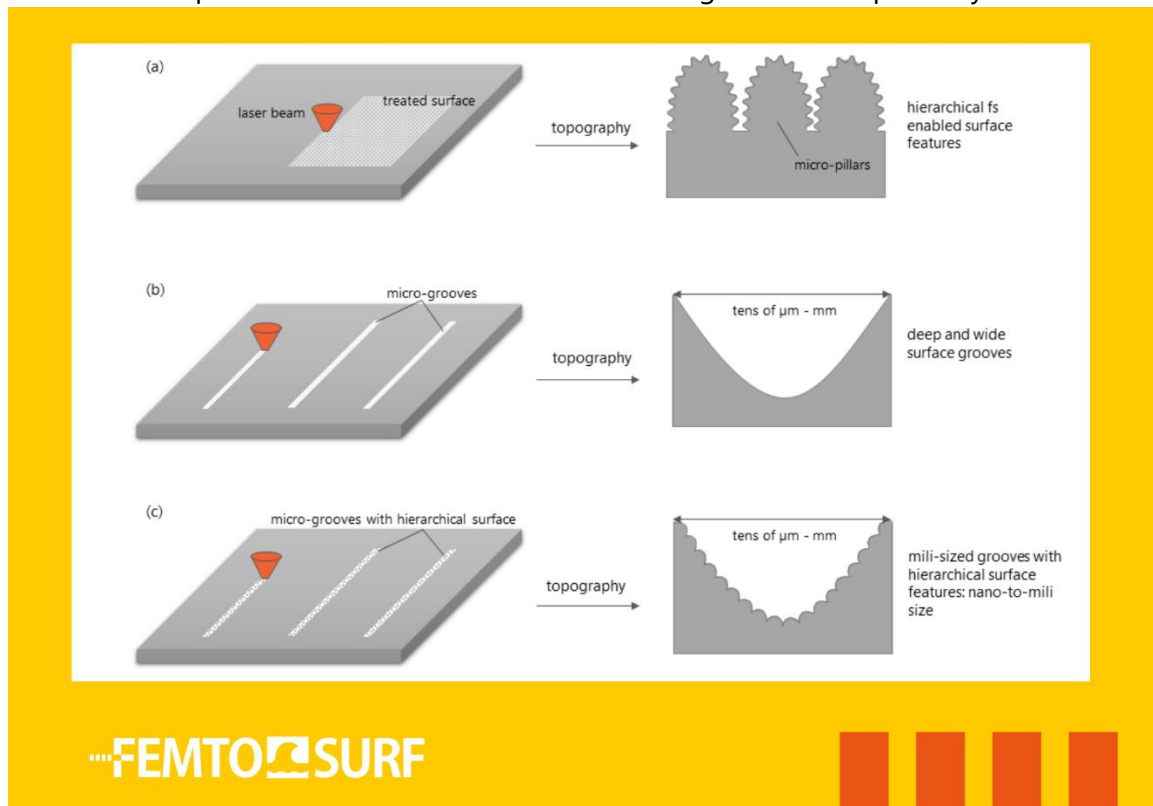 (a)
laser beam
treated surface
topography
micro-pillars
hierarchical fs
enabled surface
features
(b)
micro-grooves
topography
tens of μm - mm
deep and wide
surface grooves
(c)
micro-grooves with hierarchical surface
topography
tens of μm - mm
mili-sized grooves with
hierarchical surface
features: nano-to-mili
size
FEMTO SURF